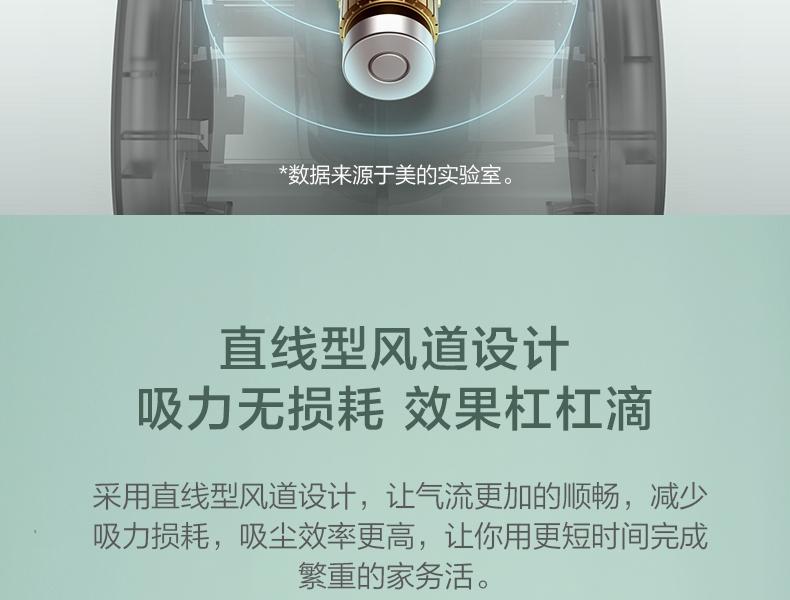 *数据来源于美的实验室。
直线型风道设计
吸力无损耗 效果杠杠滴
采用直线型风道设计，让气流更加的顺畅，减少
吸力损耗，吸尘效率更高，让你用更短时间完成
繁重的家务活。